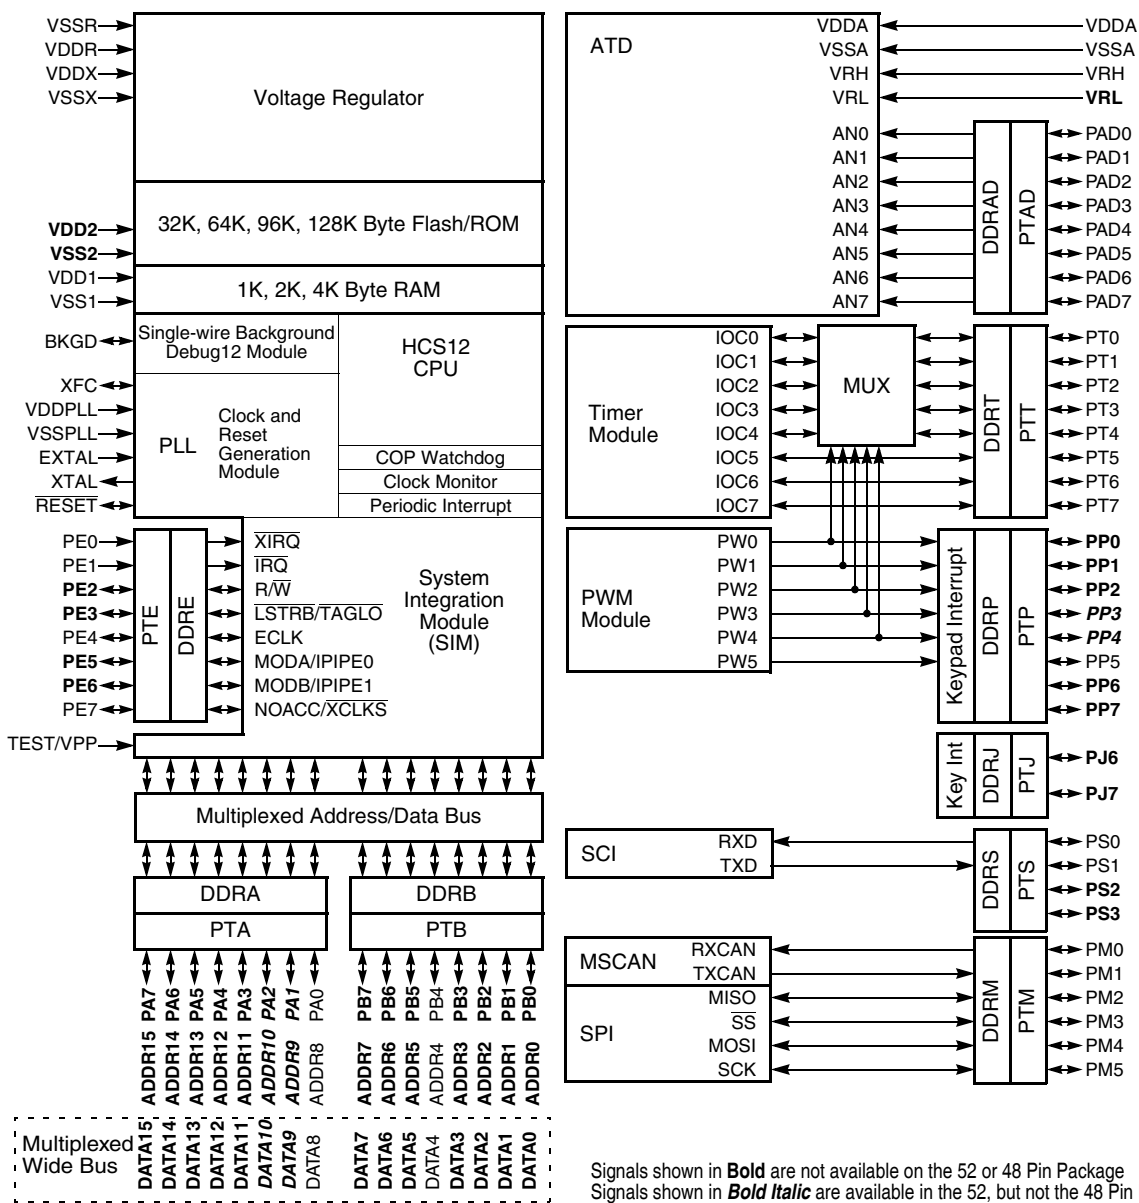 VSSR
VDDR
VDDX
VSSX
Voltage Regulator
32K, 64K, 96K, 128K Byte Flash/ROM
VDD2
VSS2
VDD1
VSS1
1K, 2K, 4K Byte RAM
BKGD
Single-wire Background
Debug12 Module
HCS12
CPU
XFC
VDDPLL
VSSPLL
EXTAL
XTAL
RESET
PLL
Clock and
Reset
Generation
Module
COP Watchdog
Clock Monitor
Periodic Interrupt
PE0
PE1
PE2
PE3
PE4
PE5
PE6
PE7
PTE
DDRE
XIRQ
IRQ
R/W
LSTRB/TAGLO
ECLK
MODA/IPIPE0
MODB/IPIPE1
NOACC/XCLKS
System
Integration
Module
(SIM)
TEST/VPP
Multiplexed Address/Data Bus
DDRA
DDRB
PTA
PTB
PA7
PA6
PA5
PA4
PA3
PA2
PA1
PA0
PB7
PB6
PB5
PB4
PB3
PB2
PB1
PB0
ADDR15
ADDR14
ADDR13
ADDR12
ADDR11
ADDR10
ADDR9
ADDR8
ADDR7
ADDR6
ADDR5
ADDR4
ADDR3
ADDR2
ADDR1
ADDR0
Multiplexed
Wide Bus
DATA15
DATA14
DATA13
DATA12
DATA11
DATA10
DATA9
DATA8
DATA7
DATA6
DATA5
DATA4
DATA3
DATA2
DATA1
DATA0
ATD
VDDA
VSSA
VRH
VRL
AN0
AN1
AN2
AN3
AN4
AN5
AN6
AN7
DDRAD
PTAD
VDDA
VSSA
VRH
VRL
PAD0
PAD1
PAD2
PAD3
PAD4
PAD5
PAD6
PAD7
Timer
Module
IOC0
IOC1
IOC2
IOC3
IOC4
IOC5
IOC6
IOC7
MUX
DDRT
PTT
PT0
PT1
PT2
PT3
PT4
PT5
PT6
PT7
PWM
Module
PW0
PW1
PW2
PW3
PW4
PW5
Keypad Interrupt
DDRP
PTP
PP0
PP1
PP2
PP3
PP4
PP5
PP6
PP7
Key Int
DDRJ
PTJ
PJ6
PJ7
SCI
RXD
TXD
DDRS
PTS
PS0
PS1
PS2
PS3
MSCAN
RXCAN
TXCAN
SPI
MISO
SS
MOSI
SCK
DDRM
PTM
PM0
PM1
PM2
PM3
PM4
PM5
Signals shown in Bold are not available on the 52 or 48 Pin Package
Signals shown in Bold Italic are available in the 52, but not the 48 Pin